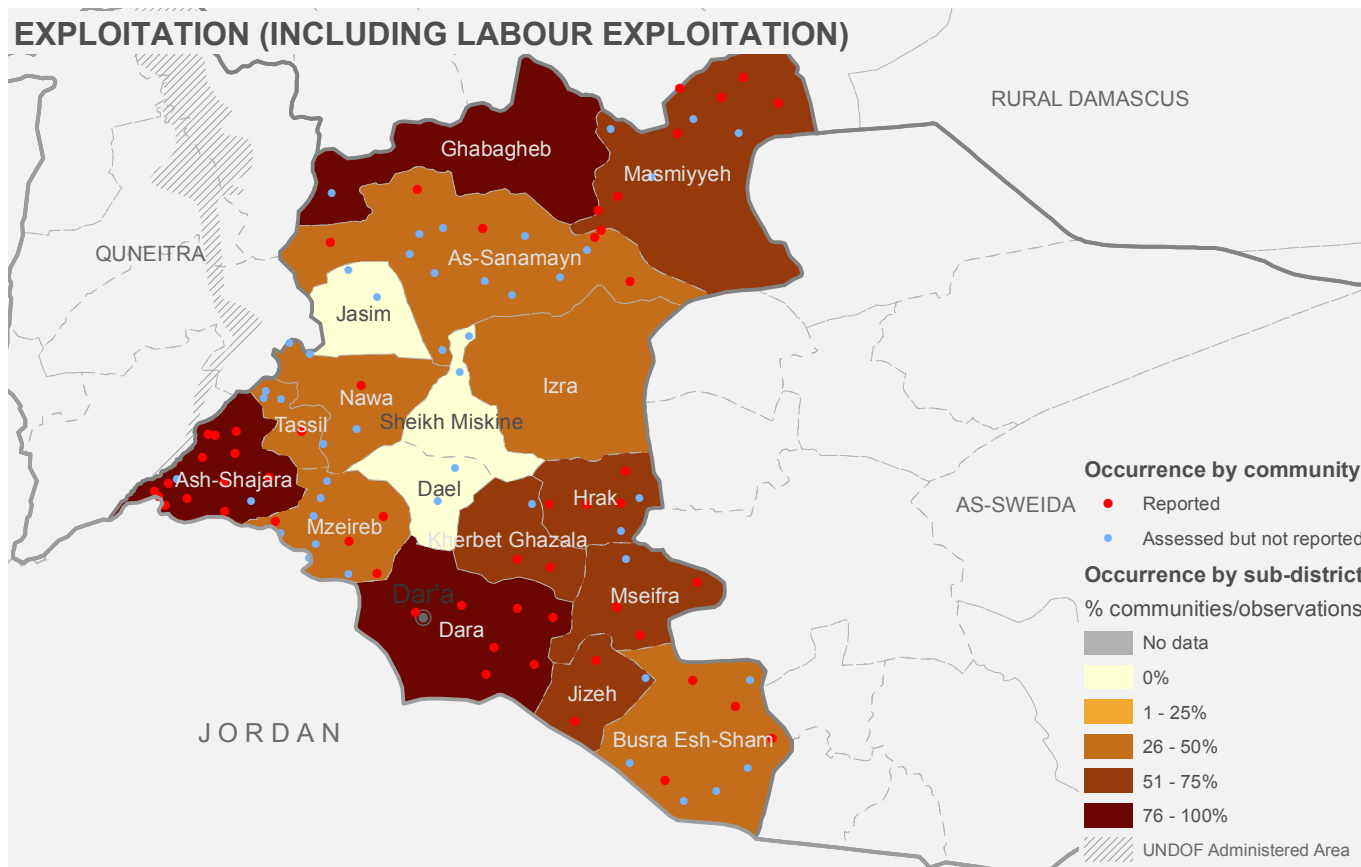 EXPLOITATION (INCLUDING LABOUR EXPLOITATION)
RURAL DAMASCUS
Ghabagheb
Masmiyyeh
QUNEITRA
As-Sanamayn
Jasim
Izra
Nawa
Sheikh Miskine
Tassil
Ash-Shajara
Dael
Hrak
AS-SWEIDA
Mzeireb
Kherbet Ghazala
Dar'a
Dara
Mseifra
Jizeh
Busra Esh-Sham
JORDAN
Occurrence by community
Reported
Assessed but not reported
Occurrence by sub-district
% communities/observations
No data
0%
1 - 25%
26 - 50%
51 - 75%
76 - 100%
UNDOF Administered Area